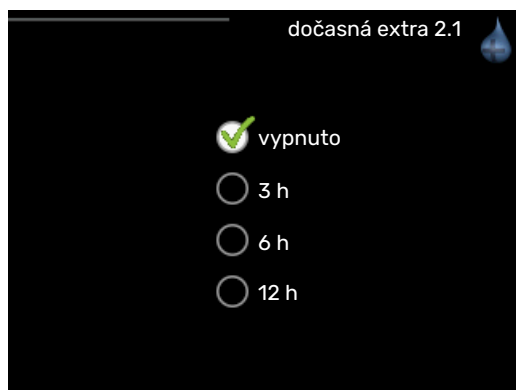 dočasná extra 2.1
vypnuto
3 h
6 h
12 h